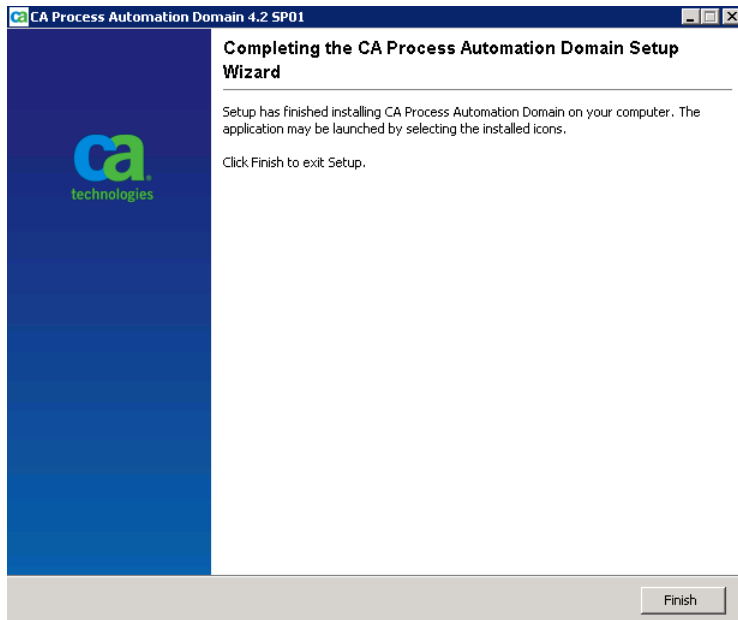 CA Process Automation Domain 4.2 SP01
Completing the CA Process Automation Domain Setup
Wizard
Setup has finished installing CA Process Automation Domain on your computer. The
application may be launched by selecting the installed icons.
Click Finish to exit Setup.
ca
technologies
Finish